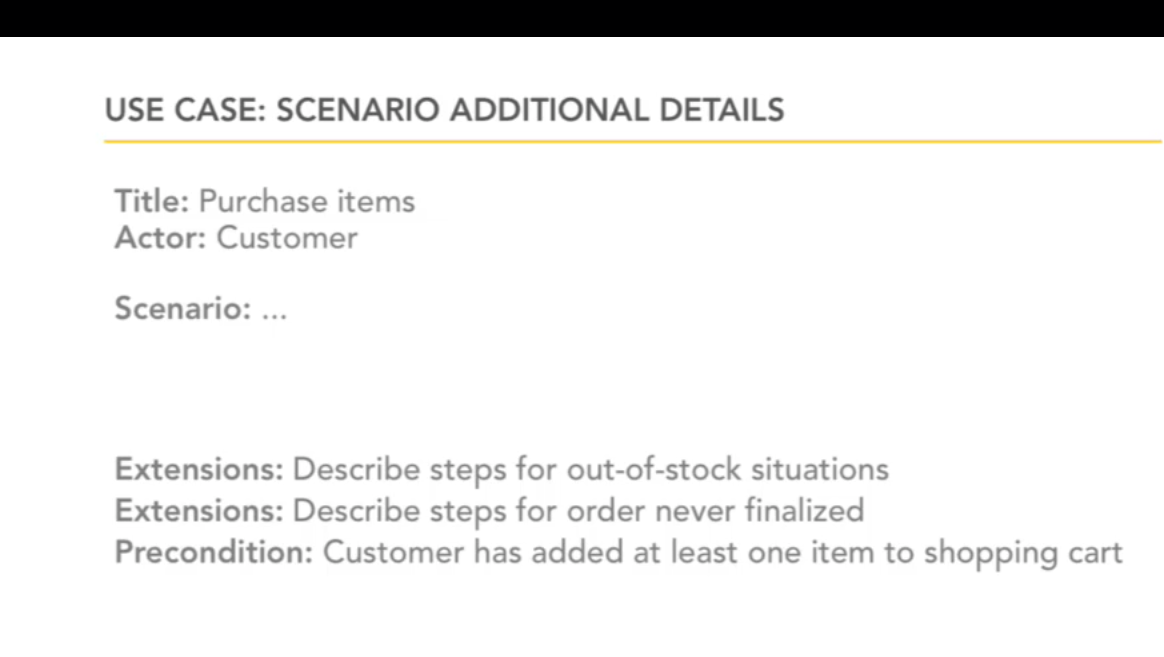 USE CASE: SCENARIO ADDITIONAL DETAILS
Title: Purchase items
Actor: Customer
Scenario: ...
Extensions: Describe steps for out-of-stock situations
Extensions: Describe steps for order never finalized
Precondition: Customer has added at least one item to shopping cart